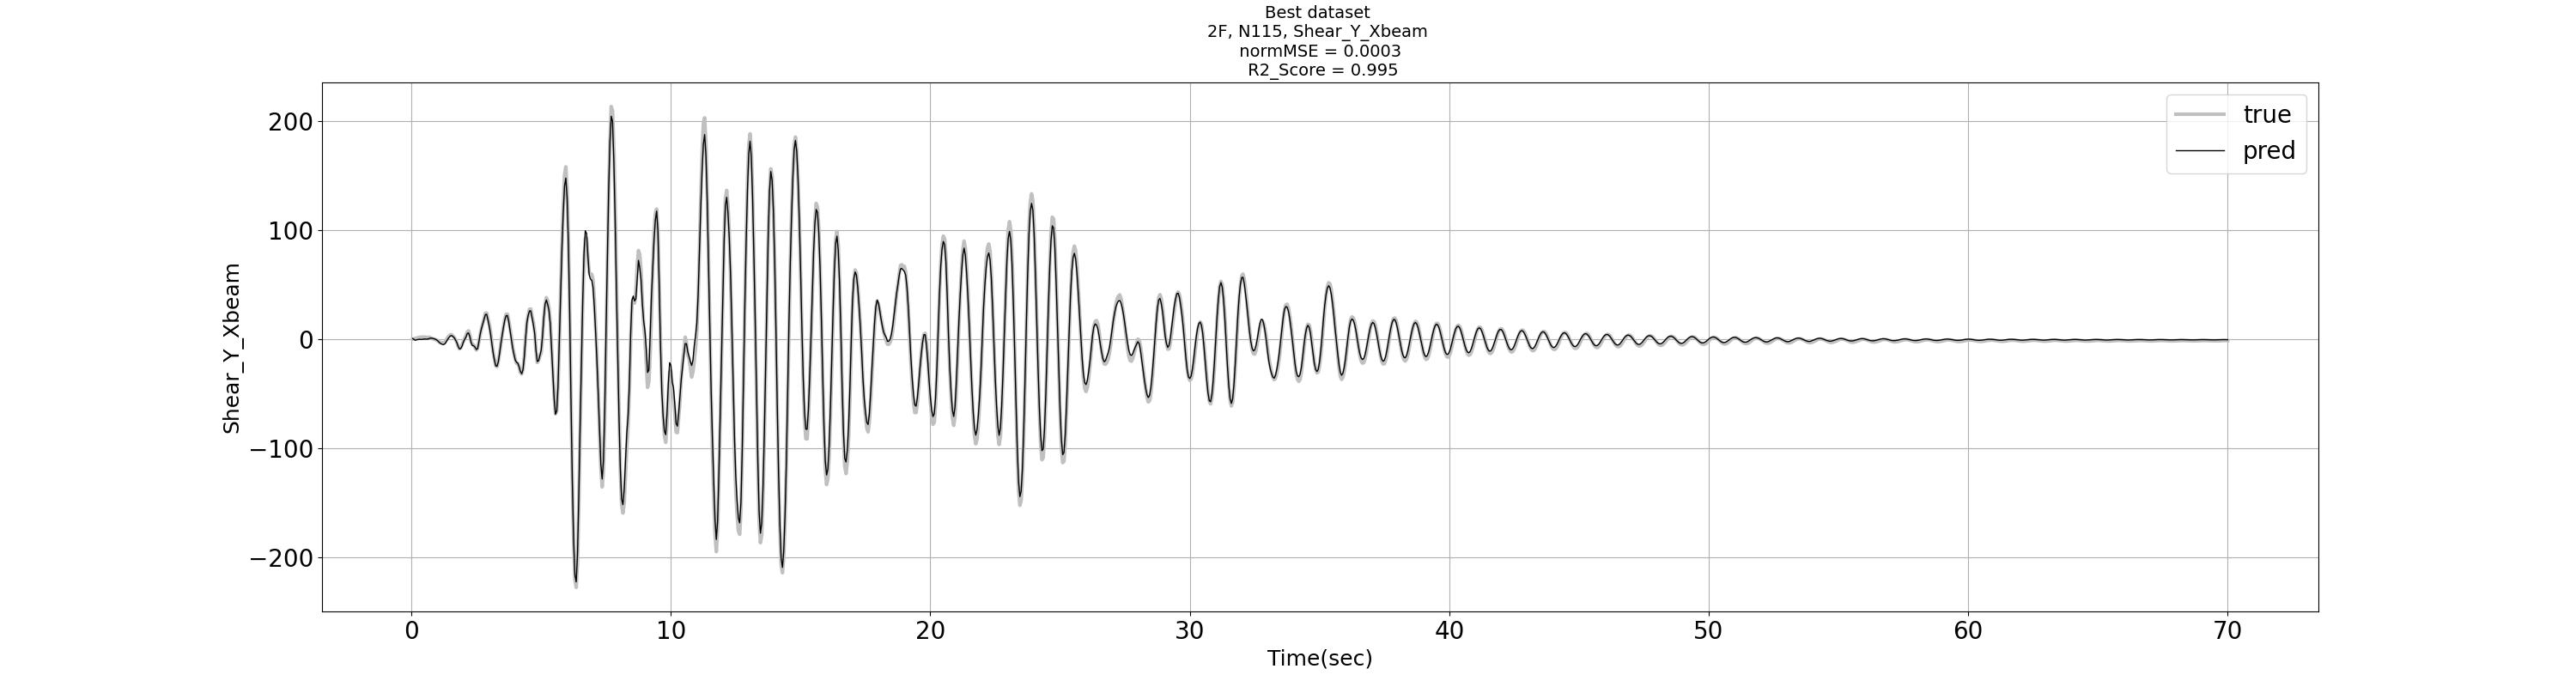 Best dataset
2F, N115, Shear_Y_Xbeam
normMSE = 0.0003
R2_Score = 0.995
true
pred
200
100
0
−100
−200
Shear_Y_Xbeam
0 10 20 30 40 50 60 70
Time(sec)